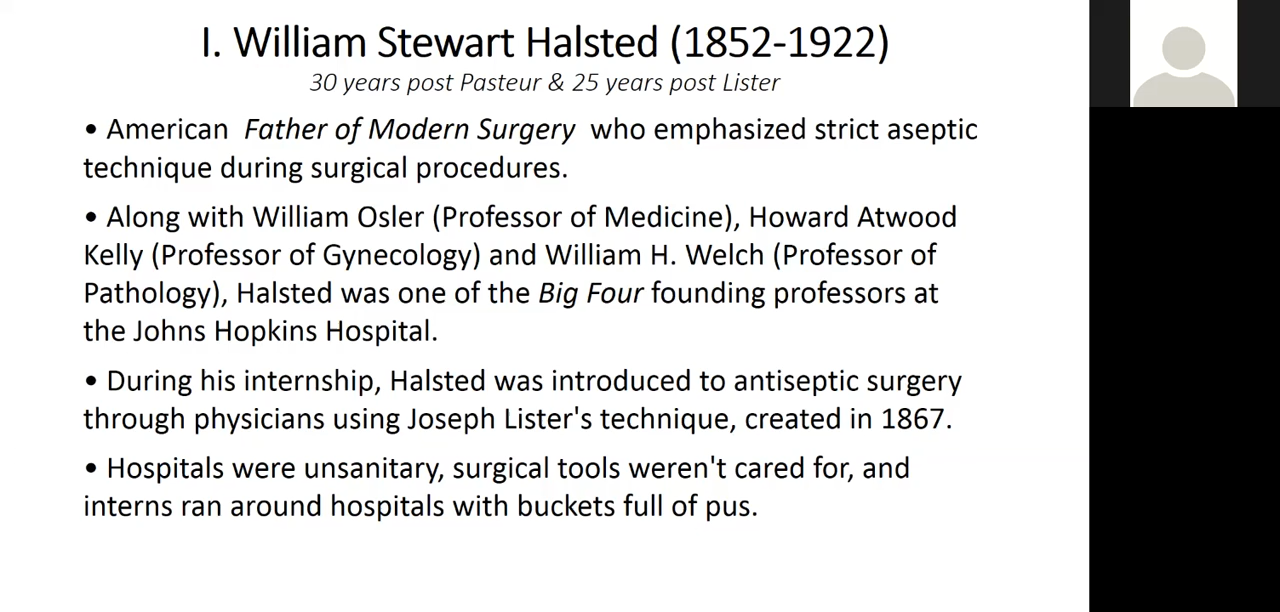 I. William Stewart Halsted (1852-1922)
30 years post Pasteur & 25 years post Lister
• American Father of Modern Surgery who emphasized strict aseptic
technique during surgical procedures.
• Along with William Osler (Professor of Medicine), Howard Atwood
Kelly (Professor of Gynecology) and William H. Welch (Professor of
Pathology), Halsted was one of the Big Four founding professors at
the Johns Hopkins Hospital.
• During his internship, Halsted was introduced to antiseptic surgery
through physicians using Joseph Lister's technique, created in 1867.
• Hospitals were unsanitary, surgical tools weren't cared for, and
interns ran around hospitals with buckets full of pus.